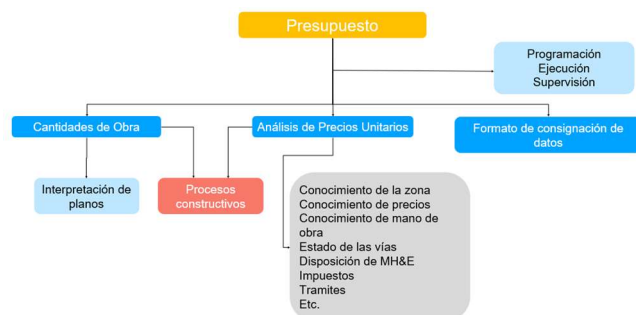 Presupuesto
Programación
Ejecución
Supervisión
Cantidades de Obra
Análisis de Precios Unitarios
Formato de consignación de
datos
Interpretación de
planos
Procesos
constructivos
Conocimiento de la zona
Conocimiento de precios
Conocimiento de mano de
obra
Estado de las vías
Disposición de MH&E
Impuestos
Tramites
Etc.